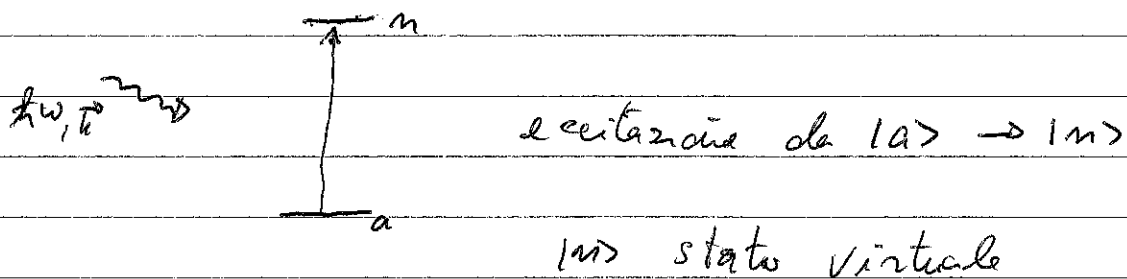 n
ħω, k⃗
eccitazione da |a> → |n>
a
|n> stato virtuale